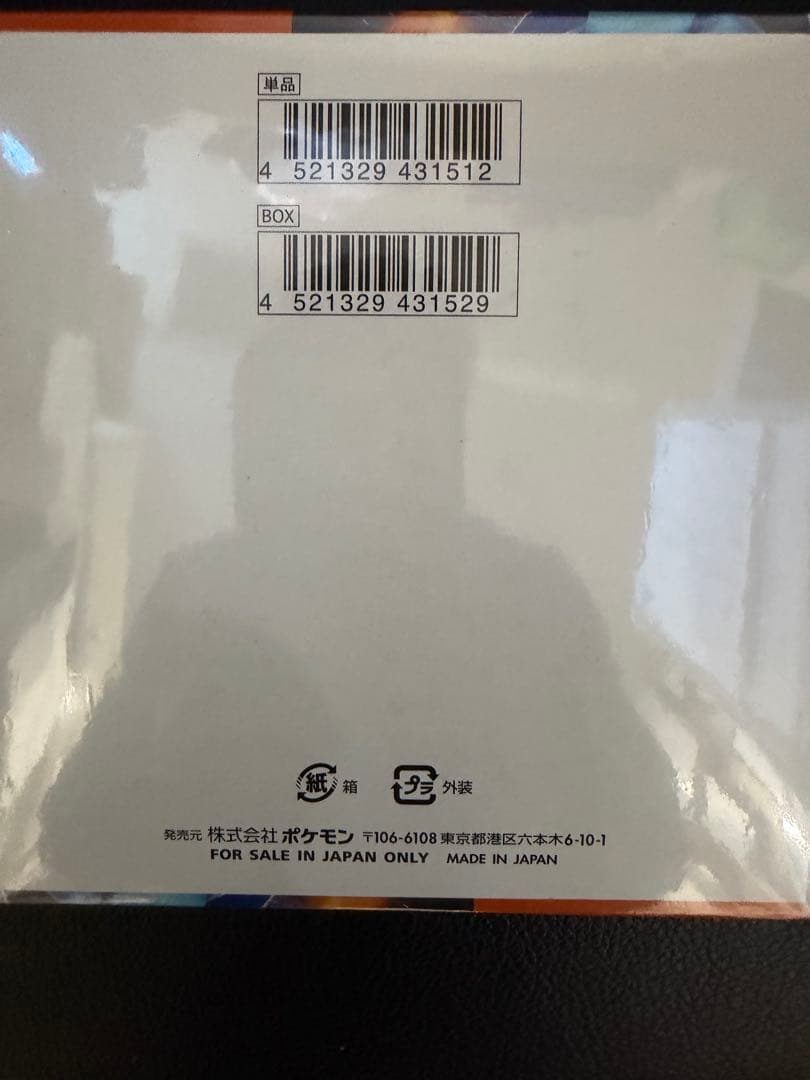 単品
4 521329 431512
BOX
4 521329 431529
紙 箱 プラ 外装
発売元 株式会社 ポケモン 〒106-6108 東京都港区六本木6-10-1
FOR SALE IN JAPAN ONLY MADE IN JAPAN